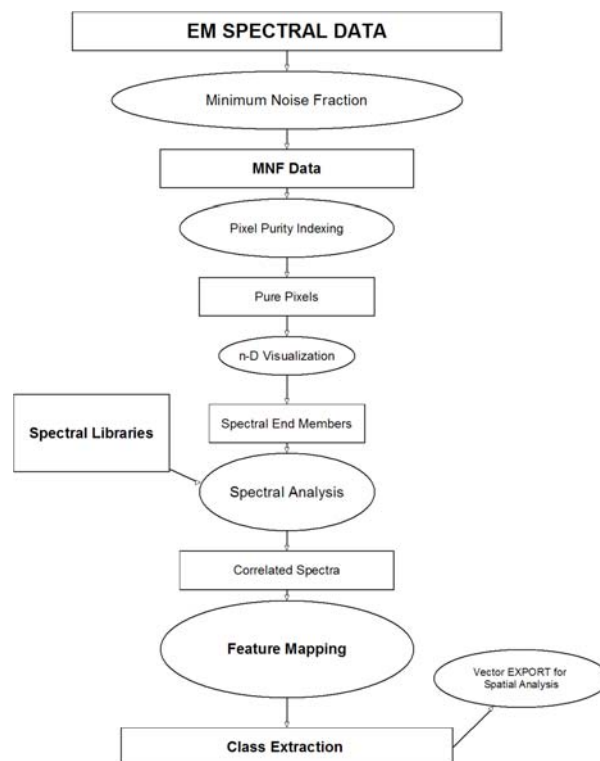 EM SPECTRAL DATA
Minimum Noise Fraction
MNF Data
Pixel Purity Indexing
Pure Pixels
n-D Visualization
Spectral Libraries
Spectral End Members
Spectral Analysis
Correlated Spectra
Feature Mapping
Vector EXPORT for
Spatial Analysis
Class Extraction